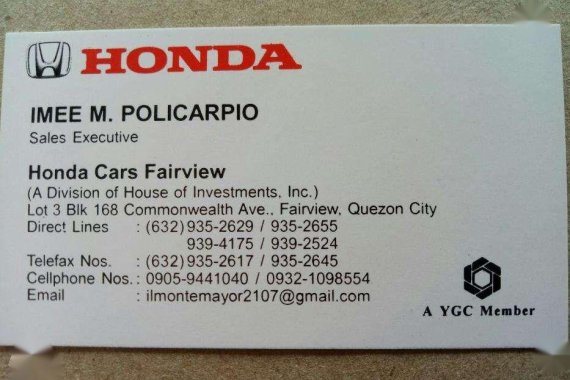 HONDA
IMEE M. POLICARPIO
Sales Executive
Honda Cars Fairview
(A Division of House of Investments, Inc.)
Lot 3 Blk 168 Commonwealth Ave., Fairview, Quezon City
Direct Lines : (632) 935-2629 / 935-2655
939-4175 / 939-2524
Telefax Nos. : (632) 935-2617 / 935-2645
Cellphone Nos. : 0905-9441040 / 0932-1098554
Email : ilmontemayor2107@gmail.com
A YGC Member